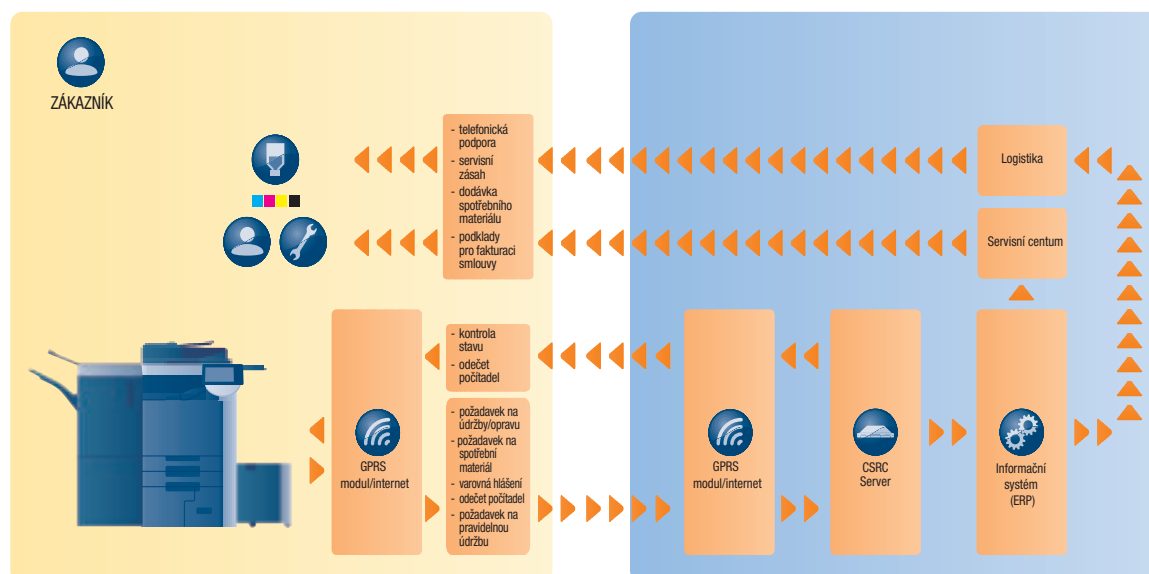 ZÁKAZNÍK
- telefonická
podpora
- servisní
zásah
- dodávka
spotřebního
materiálu
- podklady
pro fakturaci
smlouvy
Logistika
Servisní centum
- kontrola
stavu
- odečet
počítadel
- požadavek na
údržby/opravu
- požadavek na
spotřební
materiál
- varovná hlášení
- odečet počítadel
- požadavek na
pravidelnou
údržbu
GPRS
modul/internet
GPRS
modul/internet
CSRC
Server
Informační
systém
(ERP)